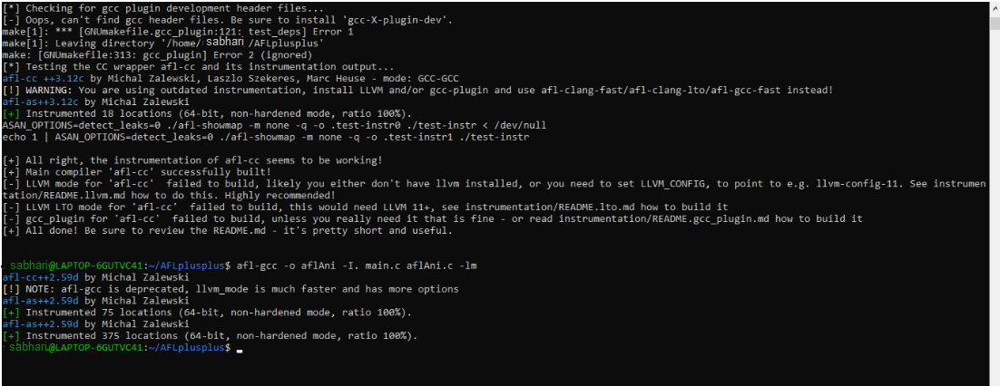 [*] Checking for gcc plugin development header files...
[-] Oops, can't find gcc header files. Be sure to install 'gcc-X-plugin-dev'.
make[1]: *** [GNUmakefile.gcc_plugin:121: test_deps] Error 1
make[1]: Leaving directory '/home/ sabhari /AFLplusplus'
make: [GNUmakefile:313: gcc_plugin] Error 2 (ignored)
[*] Testing the CC wrapper afl-cc and its instrumentation output...
afl-cc ++3.12c by Michal Zalewski, Laszlo Szekeres, Marc Heuse - mode: GCC-GCC
[!] WARNING: You are using outdated instrumentation, install LLVM and/or gcc-plugin and use afl-clang-fast/afl-clang-lto/afl-gcc-fast instead!
afl-as++3.12c by Michal Zalewski
[+] Instrumented 18 locations (64-bit, non-hardened mode, ratio 100%).
ASAN_OPTIONS=detect_leaks=0 ./afl-showmap -m none -q -o .test-instr0 ./test-instr < /dev/null
echo 1 | ASAN_OPTIONS=detect_leaks=0 ./afl-showmap -m none -q -o .test-instr1 ./test-instr
[+] All right, the instrumentation of afl-cc seems to be working!
[+] Main compiler 'afl-cc' successfully built!
[-] LLVM mode for 'afl-cc'  failed to build, likely you either don't have llvm installed, or you need to set LLVM_CONFIG, to point to e.g. llvm-config-11. See instrumen
tation/README.llvm.md how to do this. Highly recommended!
[-] LLVM LTO mode for 'afl-cc'  failed to build, this would need LLVM 11+, see instrumentation/README.lto.md how to build it
[-] gcc_plugin for 'afl-cc'  failed to build, unless you really need it that is fine - or read instrumentation/README.gcc_plugin.md how to build it
[+] All done! Be sure to review the README.md - it's pretty short and useful.
sabhari@LAPTOP-6GUTVC41:~/AFLplusplus$ afl-gcc -o aflAni -I. main.c aflAni.c -lm
afl-cc++2.59d by Michal Zalewski
[!] NOTE: afl-gcc is deprecated, llvm_mode is much faster and has more options
afl-as++2.59d by Michal Zalewski
[+] Instrumented 75 locations (64-bit, non-hardened mode, ratio 100%).
afl-as++2.59d by Michal Zalewski
[+] Instrumented 375 locations (64-bit, non-hardened mode, ratio 100%).
sabhari@LAPTOP-6GUTVC41:~/AFLplusplus$